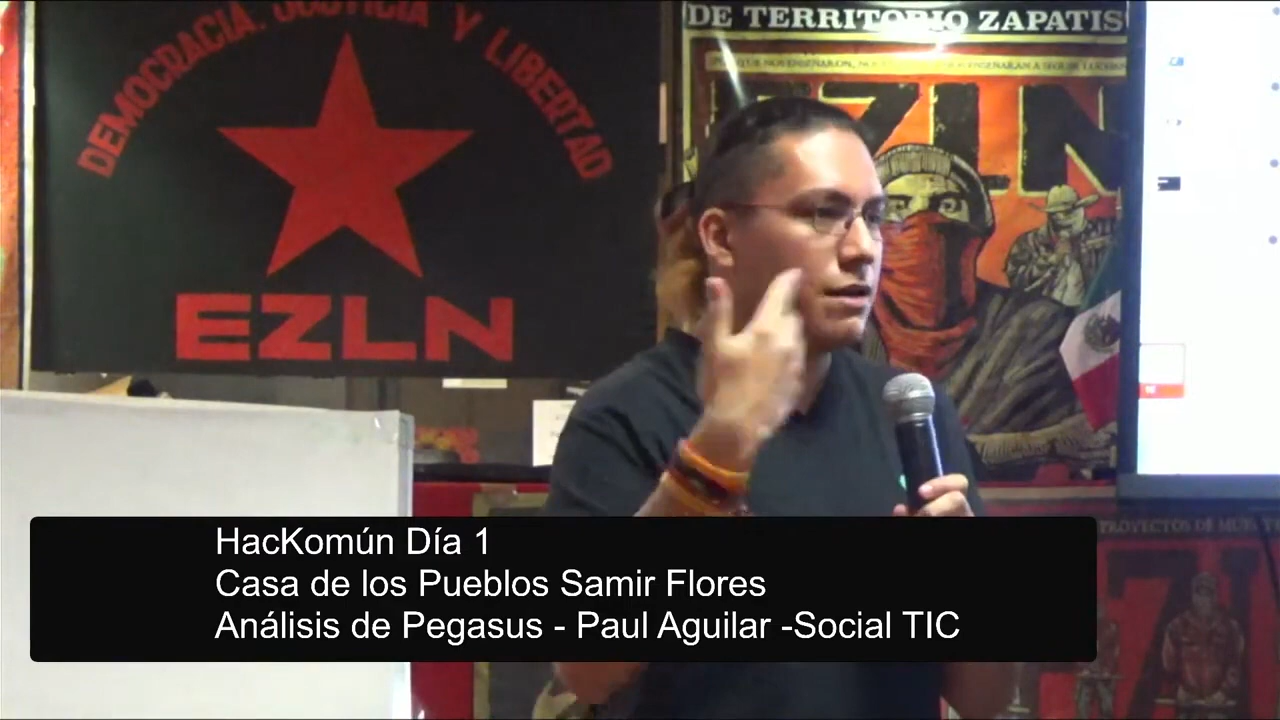 DEMOCRACIA, JUSTICIA Y LIBERTAD
EZLN
DE TERRITORIO ZAPATIS
EZLN
HacKomún Día 1
Casa de los Pueblos Samir Flores
Análisis de Pegasus - Paul Aguilar -Social TIC